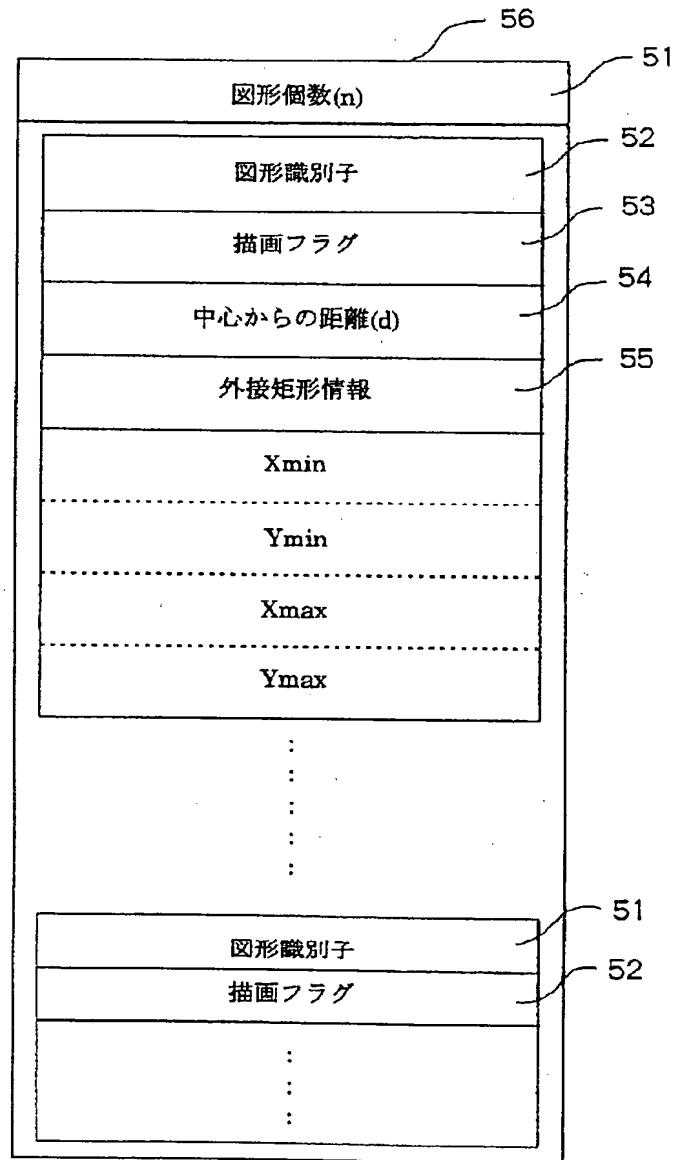 56
図形個数(n) 51
図形識別子 52
描画フラグ 53
中心からの距離(d) 54
外接矩形情報 55
Xmin
Ymin
Xmax
Ymax
図形識別子 51
描画フラグ 52